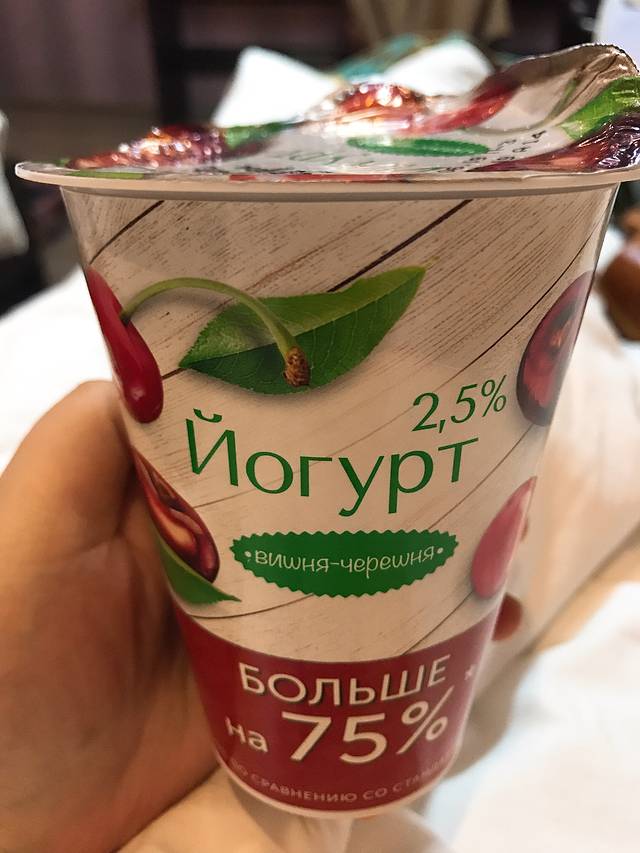 2,5%
Йогурт
•вишня-черешня•
БОЛЬШЕ*
на 75%
ПО СРАВНЕНИЮ СО